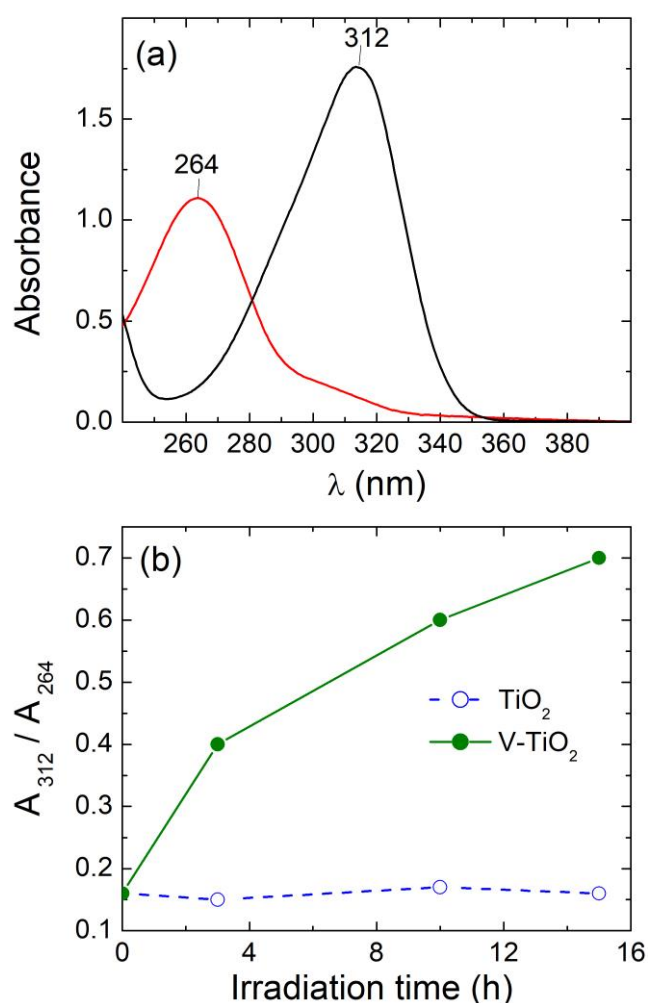 (a)
312
264
Absorbance
1.5
1.0
0.5
0.0
260 280 300 320 340 360 380
λ (nm)
(b)
0.7
0.6
0.5
0.4
0.3
0.2
0.1
A₃₁₂ / A₂₆₄
TiO₂
V-TiO₂
0 4 8 12 16
Irradiation time (h)